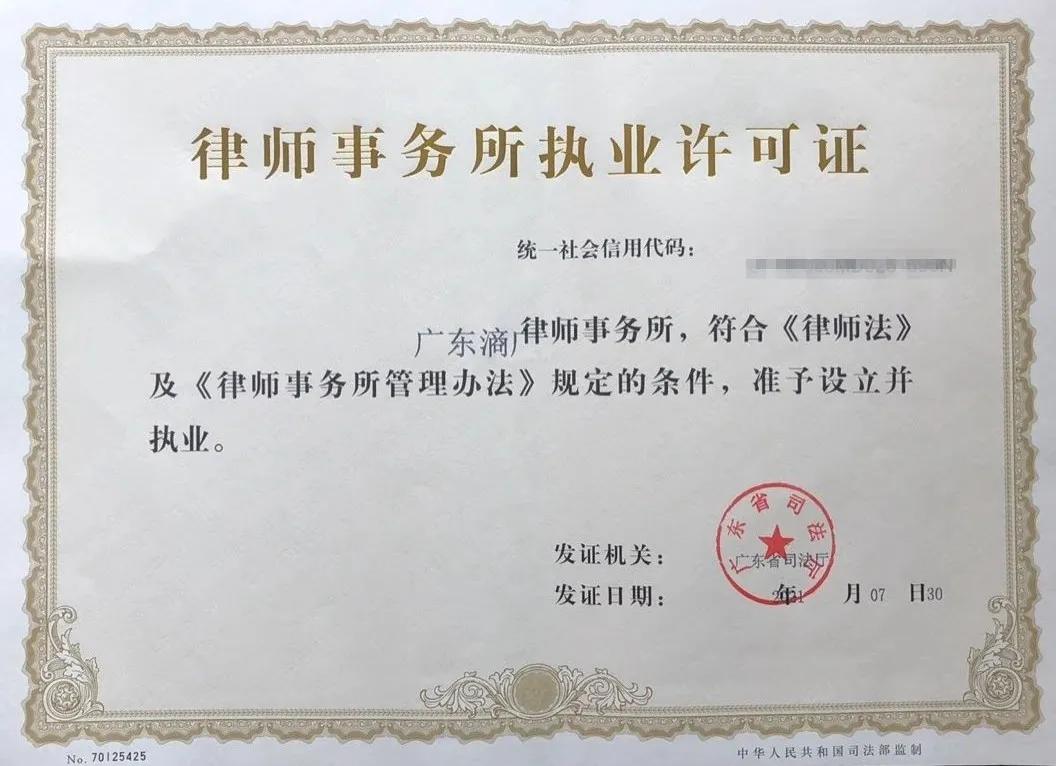 律师事务所执业许可证
统一社会信用代码：
广东滴 律师事务所，符合《律师法》
及《律师事务所管理办法》规定的条件，准予设立并
执业。
广东省司法厅
发证机关： 广东省司法厅
发证日期： 2021 年 月 07 日 30
No. 70125425
中华人民共和国司法部监制